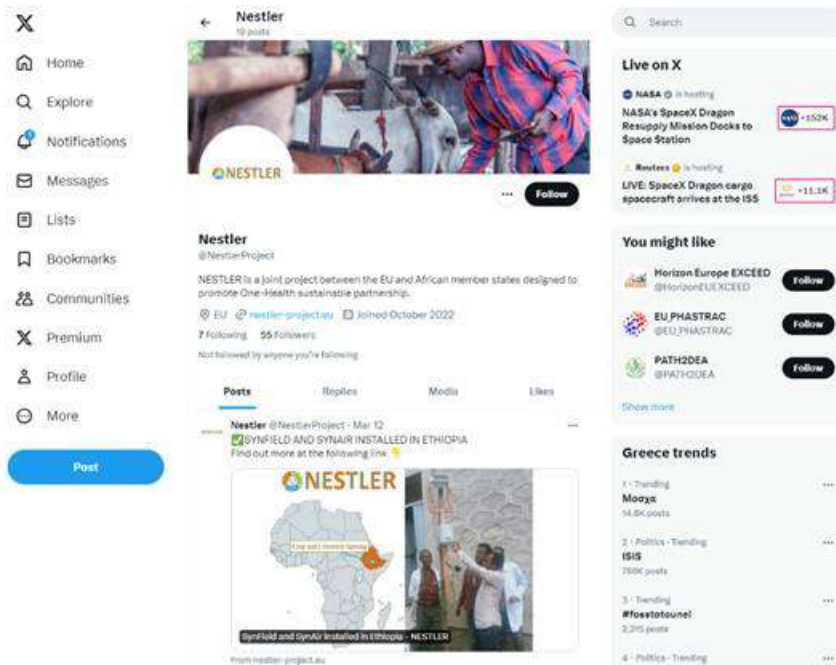 Home
Explore
Notifications
Messages
Lists
Bookmarks
Communities
Premium
Profile
More
Post
Nestler
19 posts
NESTLER
Follow
Nestler
@NestlerProject
NESTLER is a joint project between the EU and African member states designed to
promote One-Health sustainable partnership.
EU nestler-project.eu Joined October 2022
7 Following 55 Followers
Not followed by anyone you're following
Posts Replies Media Likes
Nestler @NestlerProject · Mar 12
✅SYNFIELD AND SYNAIR INSTALLED IN ETHIOPIA
Find out more at the following link 👇
NESTLER
SynField and SynAir Installed in Ethiopia - NESTLER
From nestler-project.eu
Search
Live on X
NASA is hosting
NASA's SpaceX Dragon
Resupply Mission Docks to
Space Station
+152K
Reuters is hosting
LIVE: SpaceX Dragon cargo
spacecraft arrives at the ISS
+11.1K
You might like
Horizon Europe EXCEED
@HorizonEUEXCEED
Follow
EU_PHASTRAC
@EU_PHASTRAC
Follow
PATH2DEA
@PATH2DEA
Follow
Show more
Greece trends
1 · Trending
Μοσχα
14.8K posts
2 · Politics · Trending
ISIS
posts
3 · Trending
#fosstotounel
2,215 posts
4 · Politics · Trending